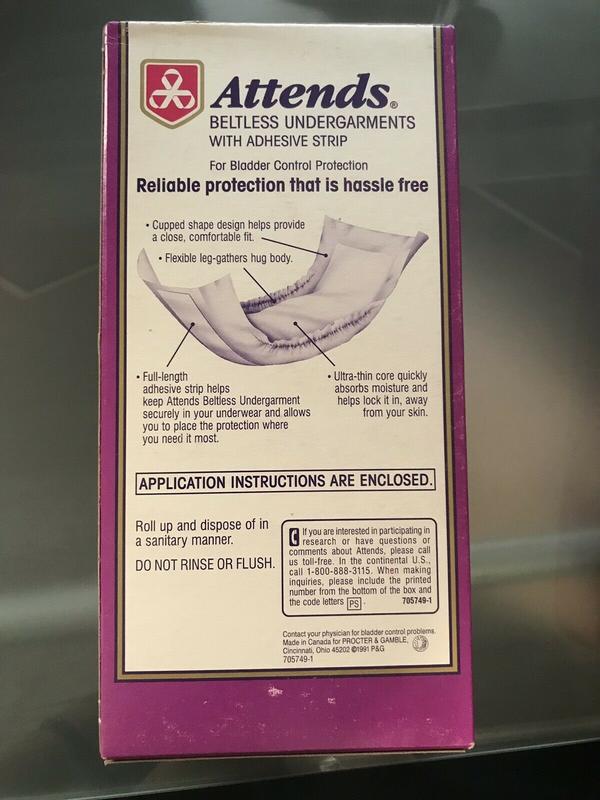 Attends®
BELTLESS UNDERGARMENTS
WITH ADHESIVE STRIP
For Bladder Control Protection
Reliable protection that is hassle free
• Cupped shape design helps provide
a close, comfortable fit.
• Flexible leg-gathers hug body.
• Full-length
adhesive strip helps
keep Attends Beltless Undergarment
securely in your underwear and allows
you to place the protection where
you need it most.
• Ultra-thin core quickly
absorbs moisture and
helps lock it in, away
from your skin.
APPLICATION INSTRUCTIONS ARE ENCLOSED.
Roll up and dispose of in
a sanitary manner.
DO NOT RINSE OR FLUSH.
If you are interested in participating in
research or have questions or
comments about Attends, please call
us toll-free. In the continental U.S.,
call 1-800-888-3115. When making
inquiries, please include the printed
number from the bottom of the box and
the code letters PS. 705749-1
Contact your physician for bladder control problems.
Made in Canada for PROCTER & GAMBLE,
Cincinnati, Ohio 45202 ©1991 P&G
705749-1